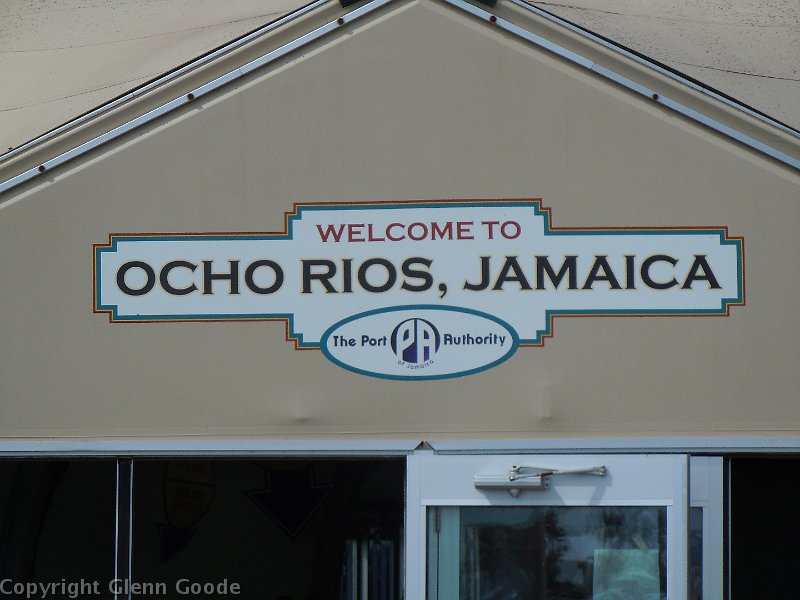 WELCOME TO
OCHO RIOS, JAMAICA
The Port PA Authority
of Jamaica
Copyright Glenn Goode